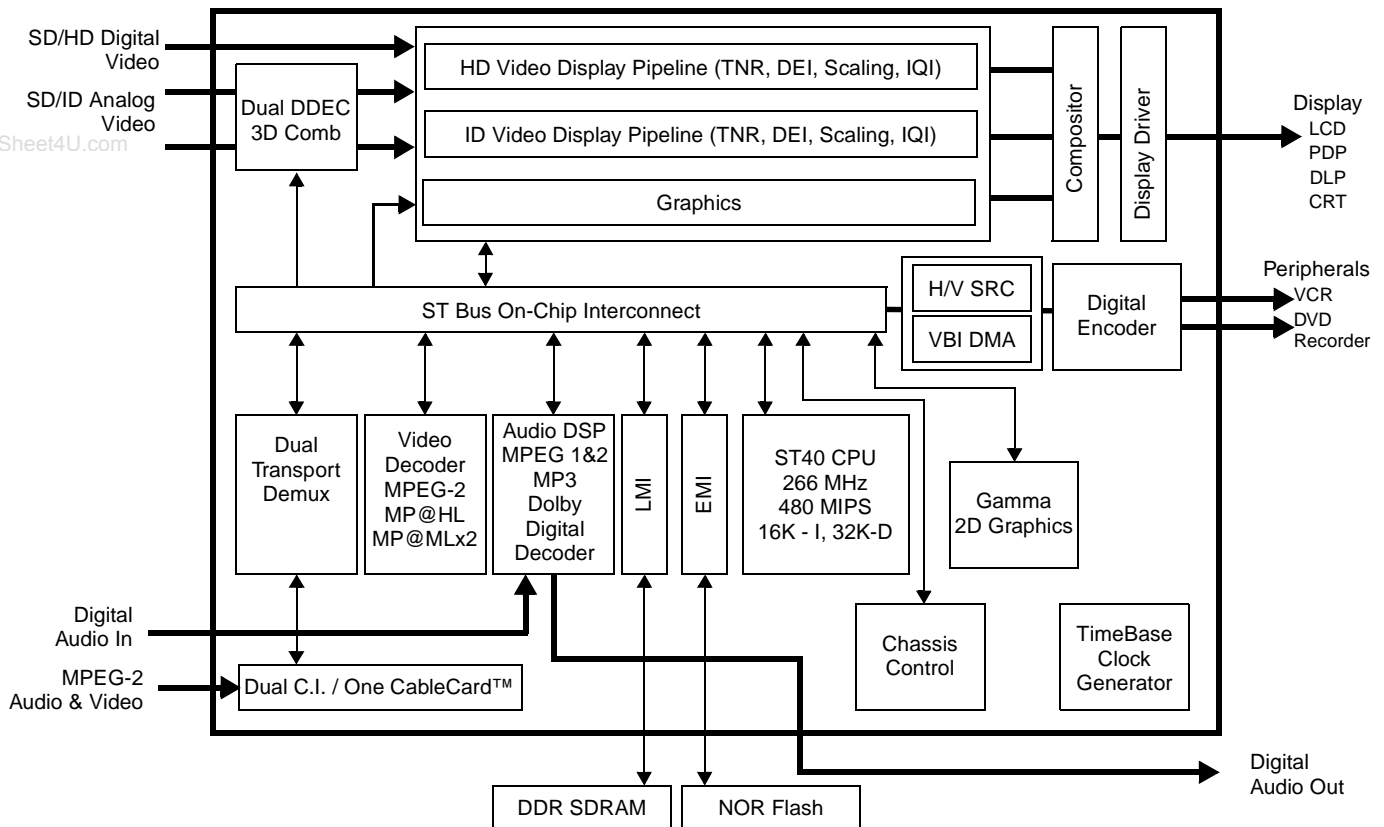 SD/HD Digital
Video
SD/ID Analog
Video
Sheet4U.com
Dual DDEC
3D Comb
HD Video Display Pipeline (TNR, DEI, Scaling, IQI)
ID Video Display Pipeline (TNR, DEI, Scaling, IQI)
Graphics
Compositor
Display Driver
Display
LCD
PDP
DLP
CRT
ST Bus On-Chip Interconnect
H/V SRC
VBI DMA
Digital
Encoder
Peripherals
VCR
DVD
Recorder
Dual
Transport
Demux
Video
Decoder
MPEG-2
MP@HL
MP@MLx2
Audio DSP
MPEG 1&2
MP3
Dolby
Digital
Decoder
LMI
EMI
ST40 CPU
266 MHz
480 MIPS
16K - I, 32K-D
Gamma
2D Graphics
Digital
Audio In
MPEG-2
Audio & Video
Dual C.I. / One CableCard™
Chassis
Control
TimeBase
Clock
Generator
DDR SDRAM
NOR Flash
Digital
Audio Out